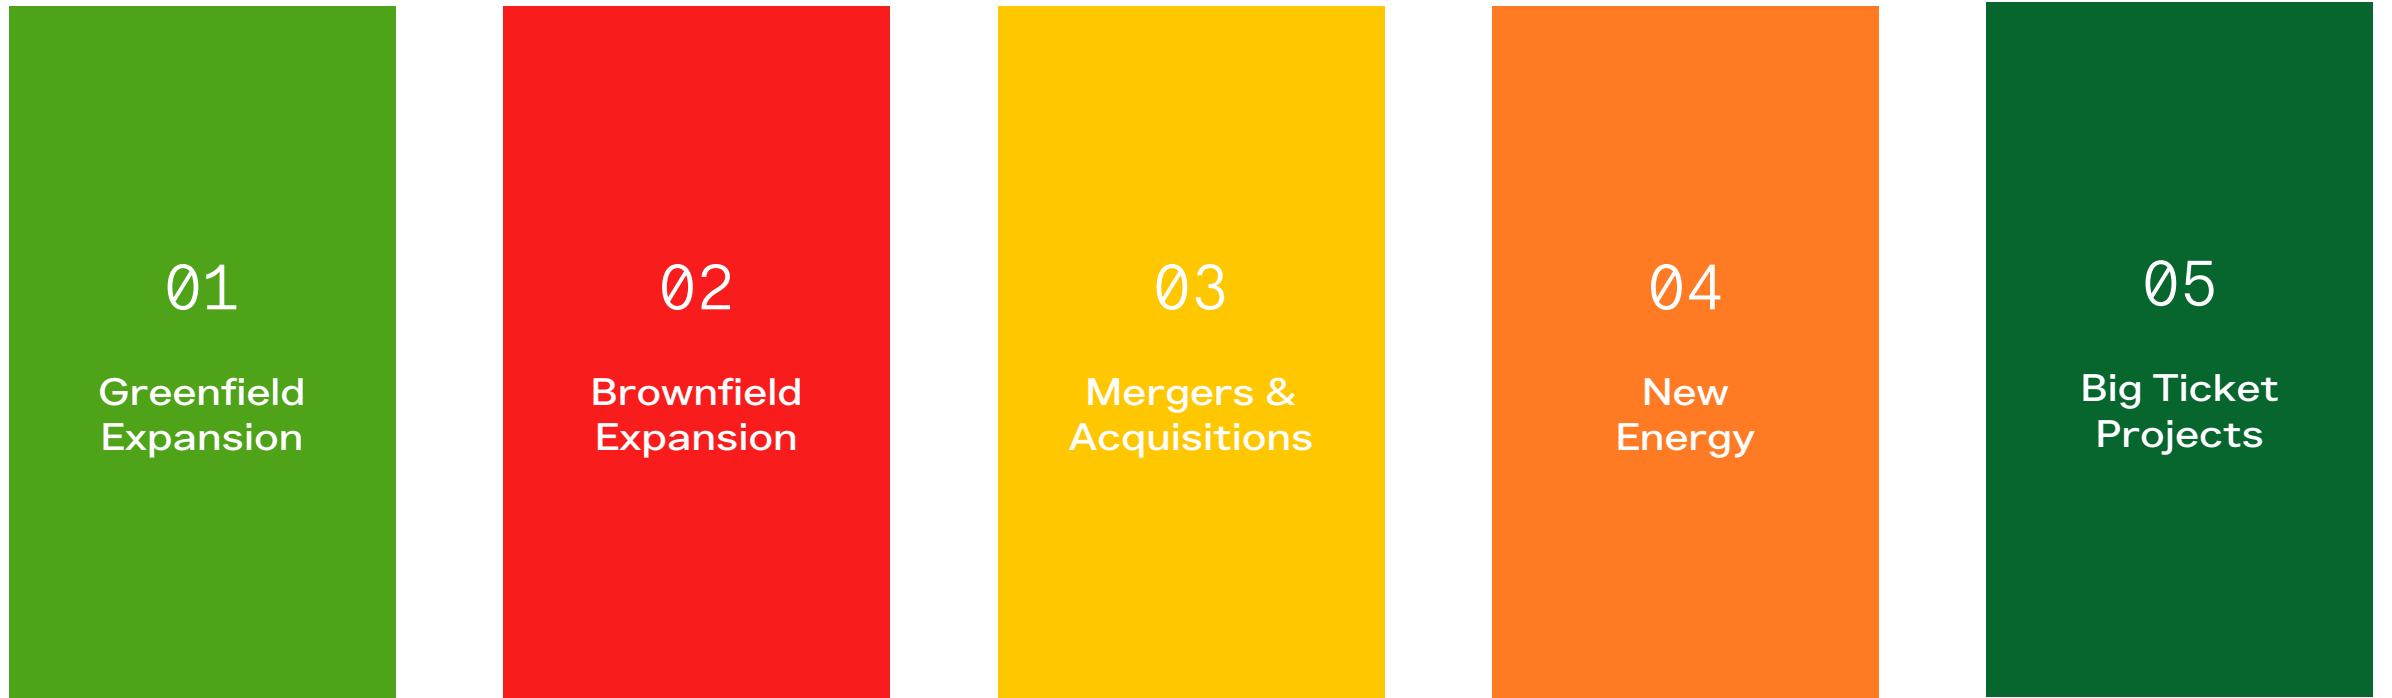 01
Greenfield
Expansion
02
Brownfield
Expansion
03
Mergers &
Acquisitions
04
New
Energy
05
Big Ticket
Projects